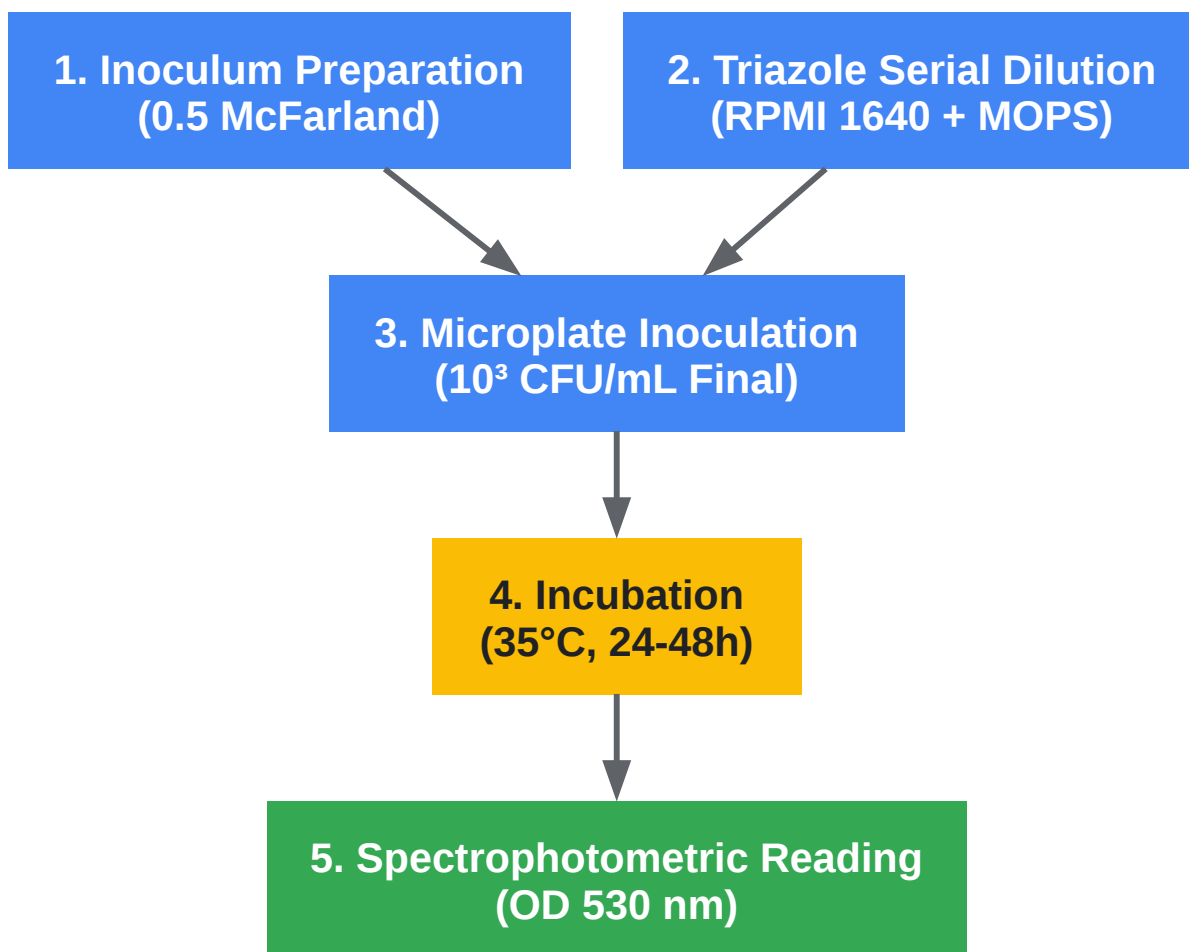 1. Inoculum Preparation
(0.5 McFarland)
2. Triazole Serial Dilution
(RPMI 1640 + MOPS)
3. Microplate Inoculation
(10³ CFU/mL Final)
4. Incubation
(35°C, 24-48h)
5. Spectrophotometric Reading
(OD 530 nm)